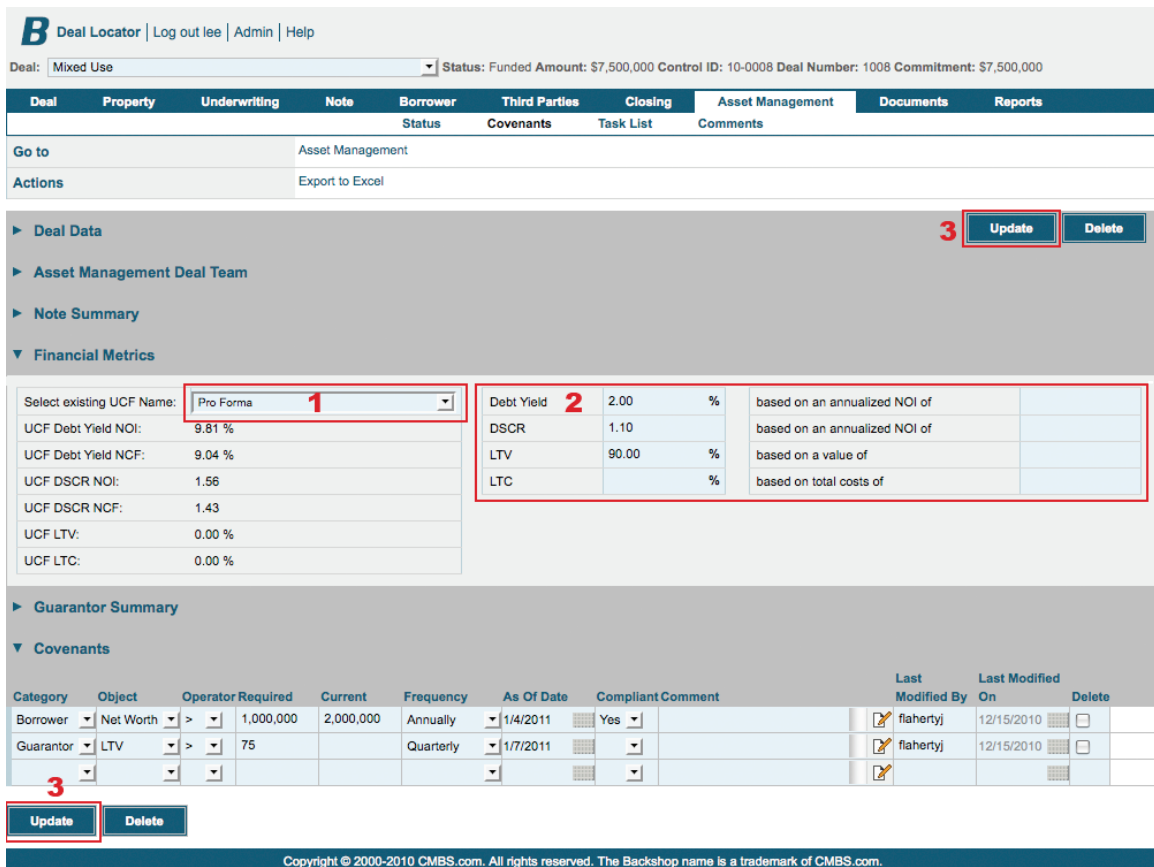 B Deal Locator | Log out lee | Admin | Help
Deal: Mixed Use Status: Funded Amount: $7,500,000 Control ID: 10-0008 Deal Number: 1008 Commitment: $7,500,000
Deal Property Underwriting Note Borrower Third Parties Closing Asset Management Documents Reports
Status Covenants Task List Comments
Go to Asset Management
Actions Export to Excel
Deal Data 3 Update Delete
Asset Management Deal Team
Note Summary
Financial Metrics
Select existing UCF Name: Pro Forma 1 Debt Yield 2 2.00 % based on an annualized NOI of
UCF Debt Yield NOI: 9.81 % DSCR 1.10 based on an annualized NOI of
UCF Debt Yield NCF: 9.04 % LTV 90.00 % based on a value of
UCF DSCR NOI: 1.56 LTC % based on total costs of
UCF DSCR NCF: 1.43
UCF LTV: 0.00 %
UCF LTC: 0.00 %
Guarantor Summary
Covenants
Category Object Operator Required Current Frequency As Of Date Compliant Comment Last Modified By Last Modified On Delete
Borrower Net Worth > 1,000,000 2,000,000 Annually 1/4/2011 Yes flahertyj 12/15/2010
Guarantor LTV > 75 Quarterly 1/7/2011 flahertyj 12/15/2010
3
Update Delete
Copyright © 2000-2010 CMBS.com. All rights reserved. The Backshop name is a trademark of CMBS.com.